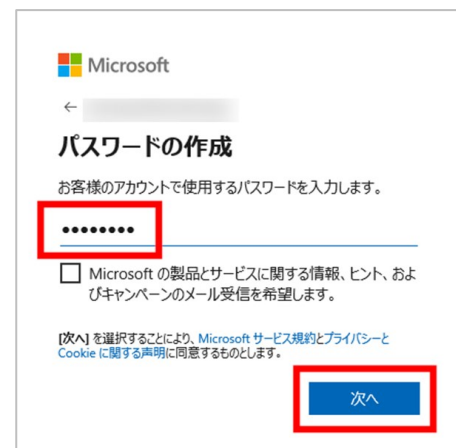 Microsoft
←
パスワードの作成
お客様のアカウントで使用するパスワードを入力します。
••••••••
Microsoft の製品とサービスに関する情報、ヒント、およ
びキャンペーンのメール受信を希望します。
[次へ] を選択することにより、Microsoft サービス規約とプライバシーと
Cookie に関する声明に同意するものとします。
次へ